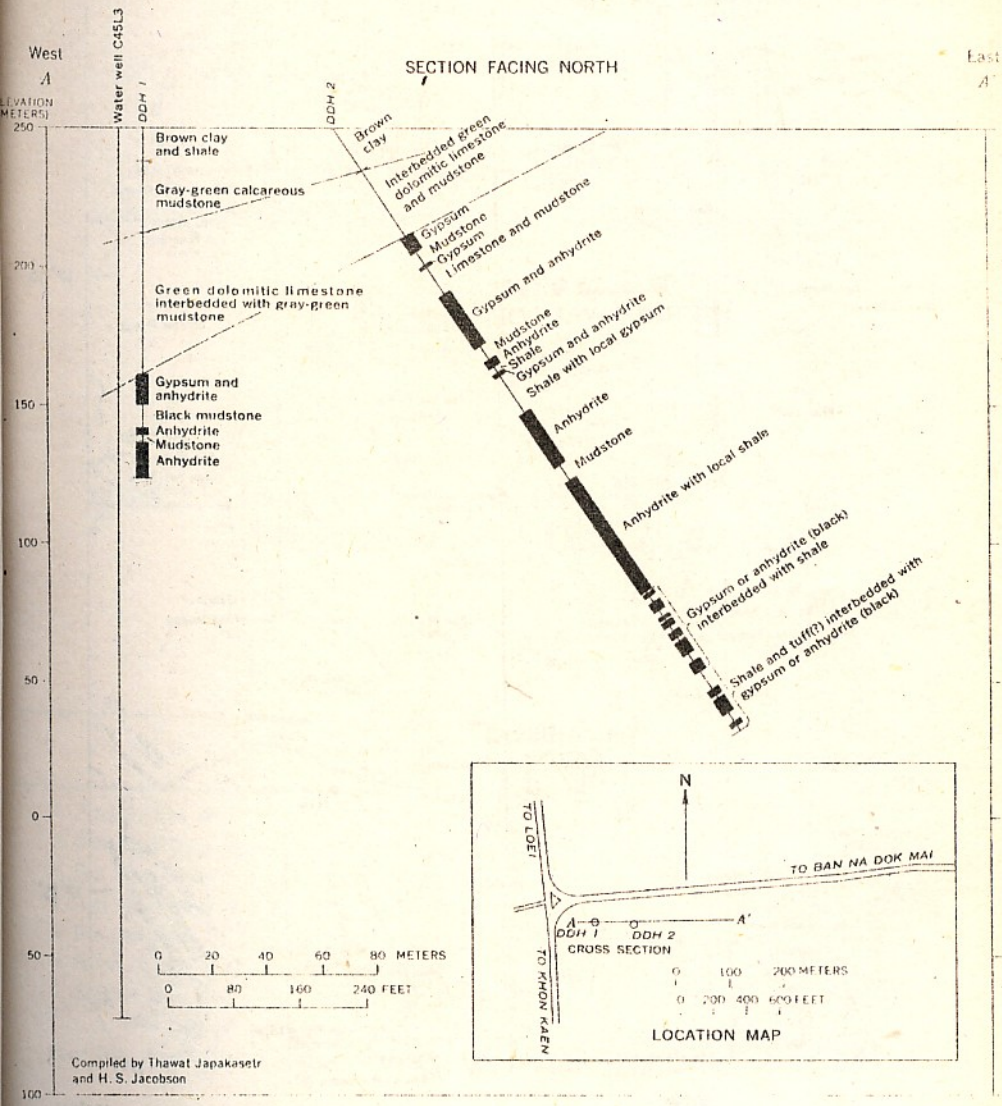 West
A
Water well C45L3
DDH 1
DDH 2
SECTION FACING NORTH
East
A'
LEVATION
METERS)
250
200
150
100
50
0
50
100
Brown clay
and shale
Gray-green calcareous
mudstone
Green dolomitic limestone
interbedded with gray-green
mudstone
Gypsum and
anhydrite
Black mudstone
Anhydrite
Mudstone
Anhydrite
Brown
clay
Interbedded green
dolomitic limestone
and mudstone
Gypsum
Mudstone
Gypsum
Limestone and mudstone
Gypsum and anhydrite
Mudstone
Anhydrite
Shale
Gypsum and anhydrite
Shale with local gypsum
Anhydrite
Mudstone
Anhydrite with local shale
Gypsum or anhydrite (black)
interbedded with shale
Shale and tuff(?) interbedded with
gypsum or anhydrite (black)
0 20 40 60 80 METERS
0 80 160 240 FEET
Compiled by Thawat Japakasetr
and H. S. Jacobson
N
TO LOEI
TO BAN NA DOK MAI
A A'
DDH 1 DDH 2
CROSS SECTION
TO KHON KAEN
0 100 200 METERS
0 200 400 600 FEET
LOCATION MAP